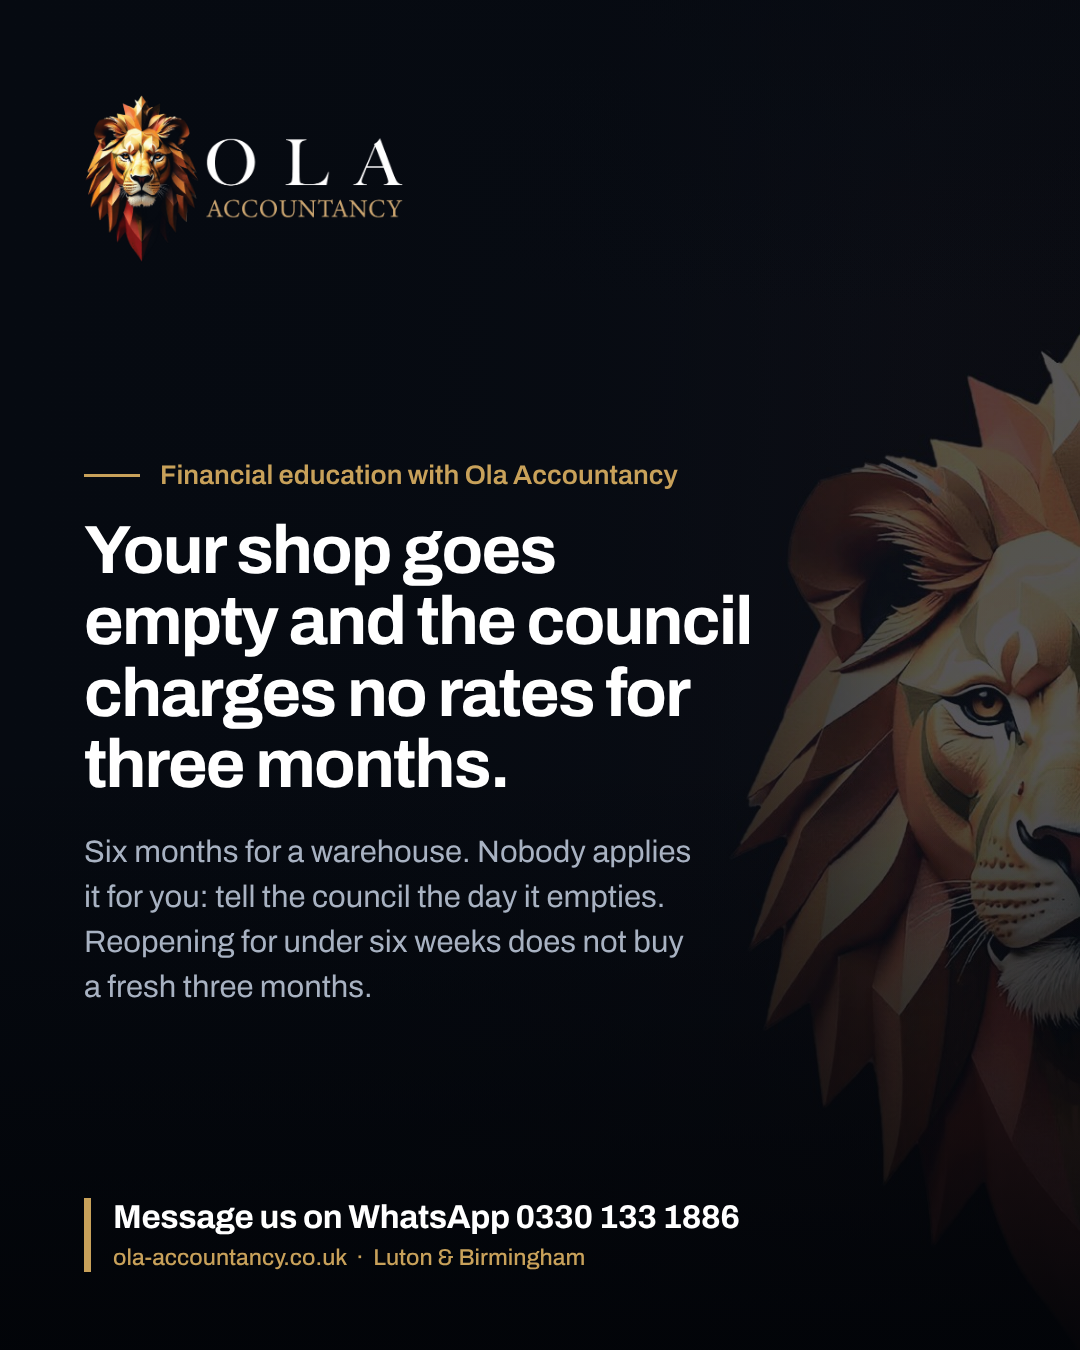 OLA
ACCOUNTANCY
Financial education with Ola Accountancy
Your shop goes
empty and the council
charges no rates for
three months.
Six months for a warehouse. Nobody applies
it for you: tell the council the day it empties.
Reopening for under six weeks does not buy
a fresh three months.
Message us on WhatsApp 0330 133 1886
ola-accountancy.co.uk · Luton & Birmingham